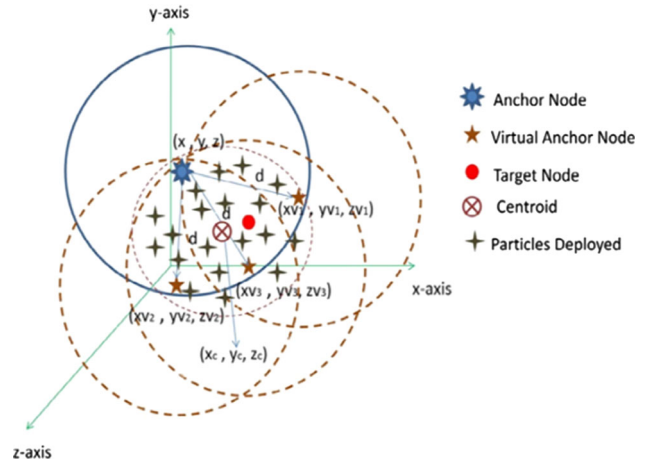 y-axis
(x , y, z)
d
(xv₁ , yv₁, zv₁)
d
d
(xv₃ , yv₃, zv₃)
(xv₂ , yv₂, zv₂)
(xc , yc, zc)
x-axis
z-axis
Anchor Node
Virtual Anchor Node
Target Node
Centroid
Particles Deployed